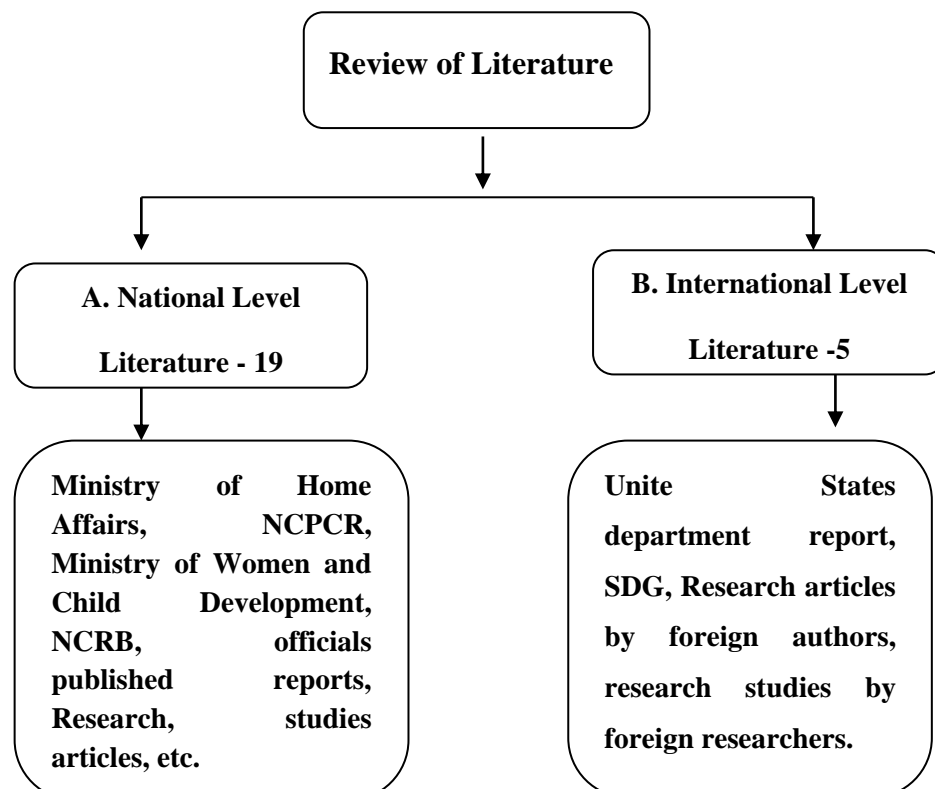 Review of Literature
A. National Level
Literature - 19
B. International Level
Literature -5
Ministry of Home
Affairs, NCPCR,
Ministry of Women and
Child Development,
NCRB, officials
published reports,
Research, studies
articles, etc.
Unite States
department report,
SDG, Research articles
by foreign authors,
research studies by
foreign researchers.